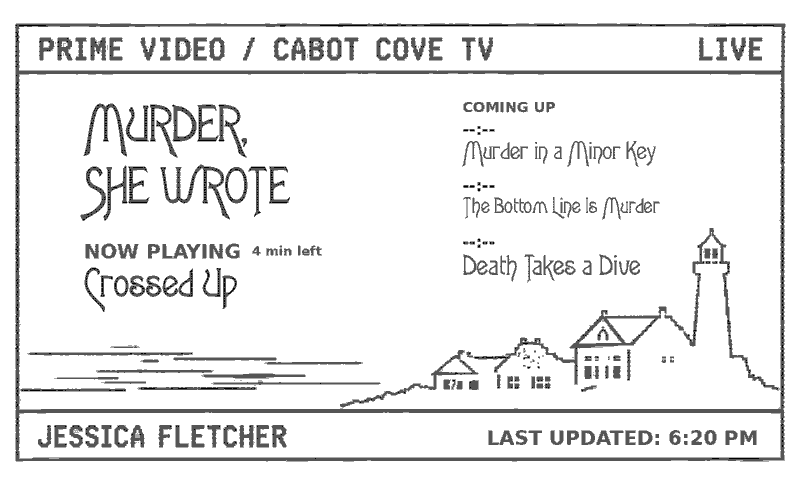 PRIME VIDEO / CABOT COVE TV
LIVE
MURDER,
SHE WROTE
NOW PLAYING 4 min left
Crossed Up
COMING UP
--:--
Murder in a Minor Key
--:--
The Bottom Line Is Murder
--:--
Death Takes a Dive
JESSICA FLETCHER
LAST UPDATED: 6:20 PM